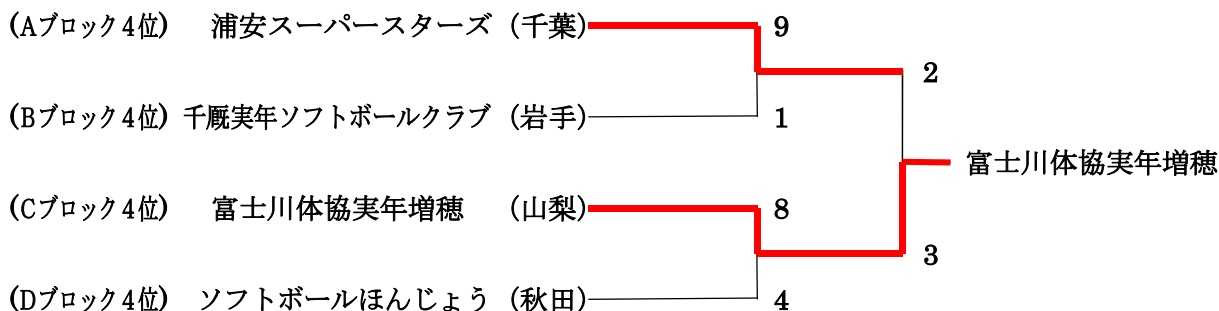 (Aブロック4位) 浦安スーパースターズ (千葉) 9
2
(Bブロック4位) 千厩実年ソフトボールクラブ (岩手) 1
富士川体協実年増穂
(Cブロック4位) 富士川体協実年増穂 (山梨) 8
3
(Dブロック4位) ソフトボールほんじょう (秋田) 4